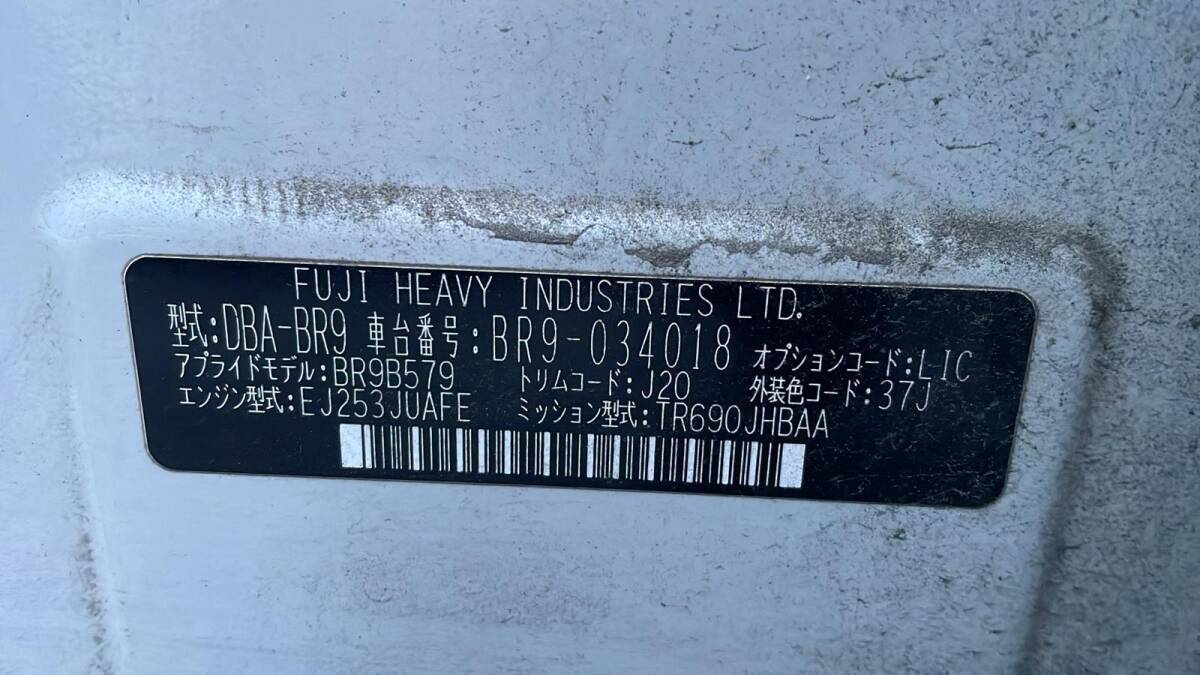 FUJI HEAVY INDUSTRIES LTD.
型式:DBA-BR9 車台番号:BR9-034018 オプションコード:LIC
アプライドモデル:BR9B579 トリムコード:J20 外装色コード:37J
エンジン型式:EJ253JUAFE ミッション型式:TR690JHBAA